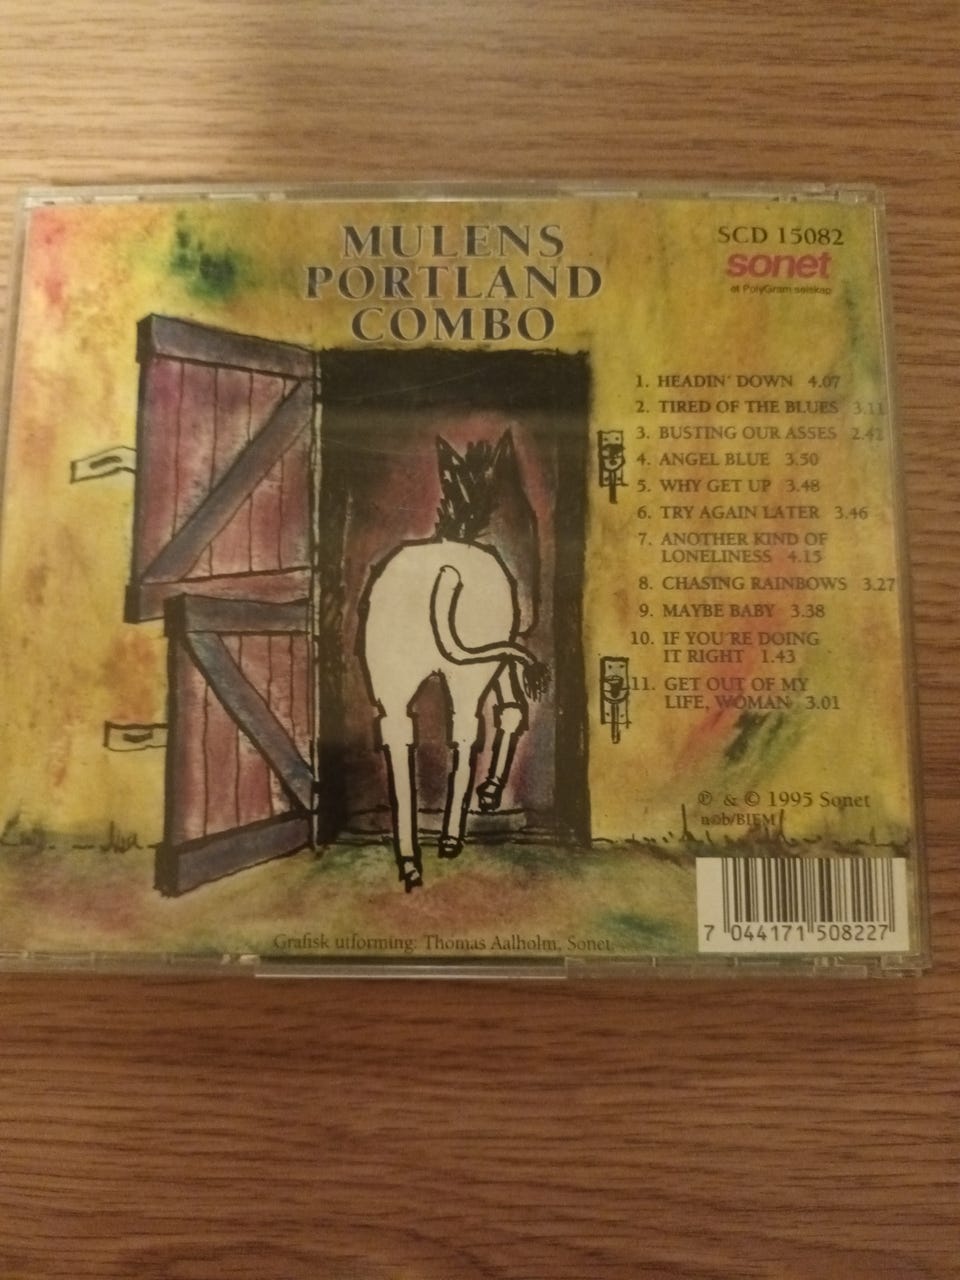 MULENS
PORTLAND
COMBO
SCD 15082
sonet
et PolyGram selskap
1. HEADIN' DOWN 4.07
2. TIRED OF THE BLUES 3.11
3. BUSTING OUR ASSES 2.42
4. ANGEL BLUE 3.50
5. WHY GET UP 3.48
6. TRY AGAIN LATER 3.46
7. ANOTHER KIND OF
LONELINESS 4.15
8. CHASING RAINBOWS 3.27
9. MAYBE BABY 3.38
10. IF YOU'RE DOING
IT RIGHT 1.43
11. GET OUT OF MY
LIFE, WOMAN 3.01
℗ & © 1995 Sonet
n©b/BIEM
Grafisk utforming: Thomas Aalholm, Sonet.
7 044171 508227